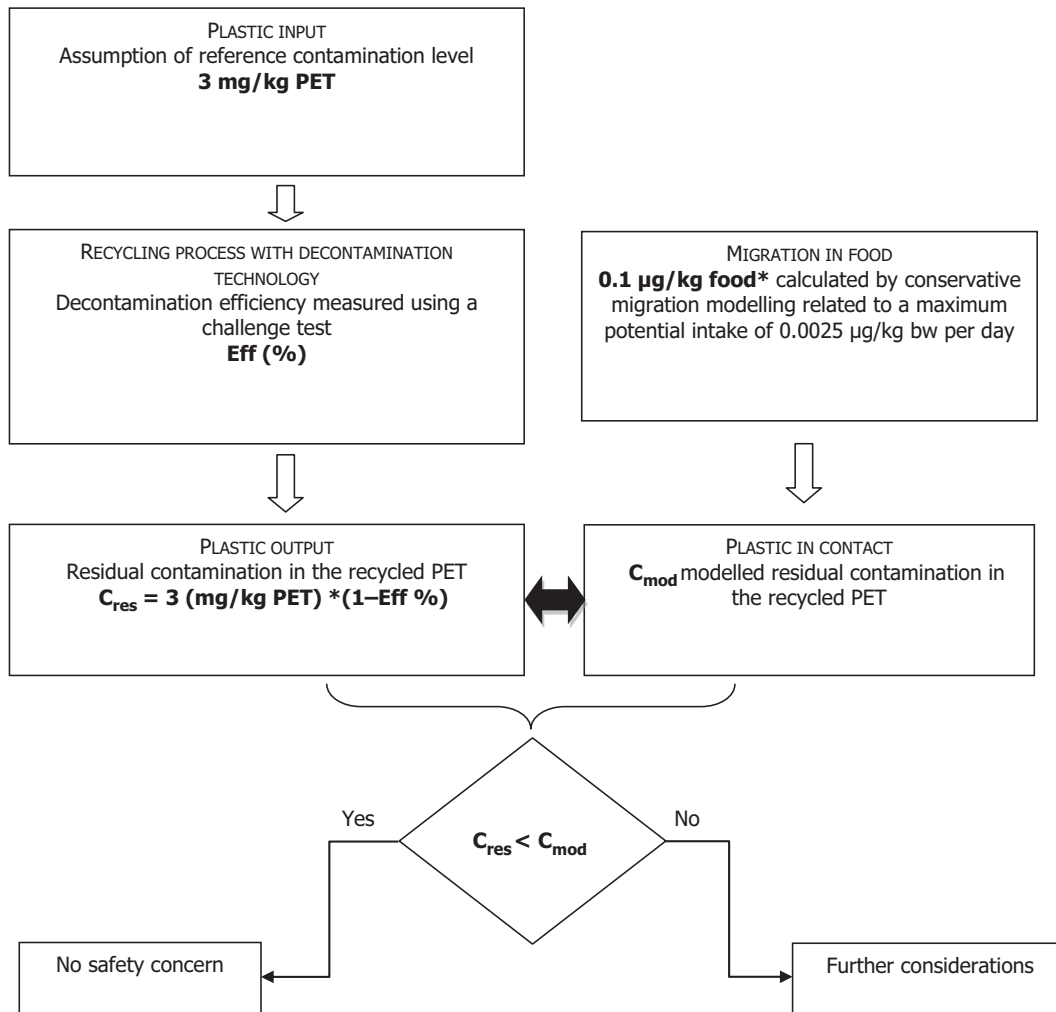 PLASTIC INPUT
Assumption of reference contamination level
3 mg/kg PET
RECYCLING PROCESS WITH DECONTAMINATION
TECHNOLOGY
Decontamination efficiency measured using a
challenge test
Eff (%)
MIGRATION IN FOOD
0.1 µg/kg food* calculated by conservative
migration modelling related to a maximum
potential intake of 0.0025 µg/kg bw per day
PLASTIC OUTPUT
Residual contamination in the recycled PET
Cres = 3 (mg/kg PET) *(1–Eff %)
PLASTIC IN CONTACT
Cmod modelled residual contamination in
the recycled PET
Yes
No
Cres < Cmod
No safety concern
Further considerations